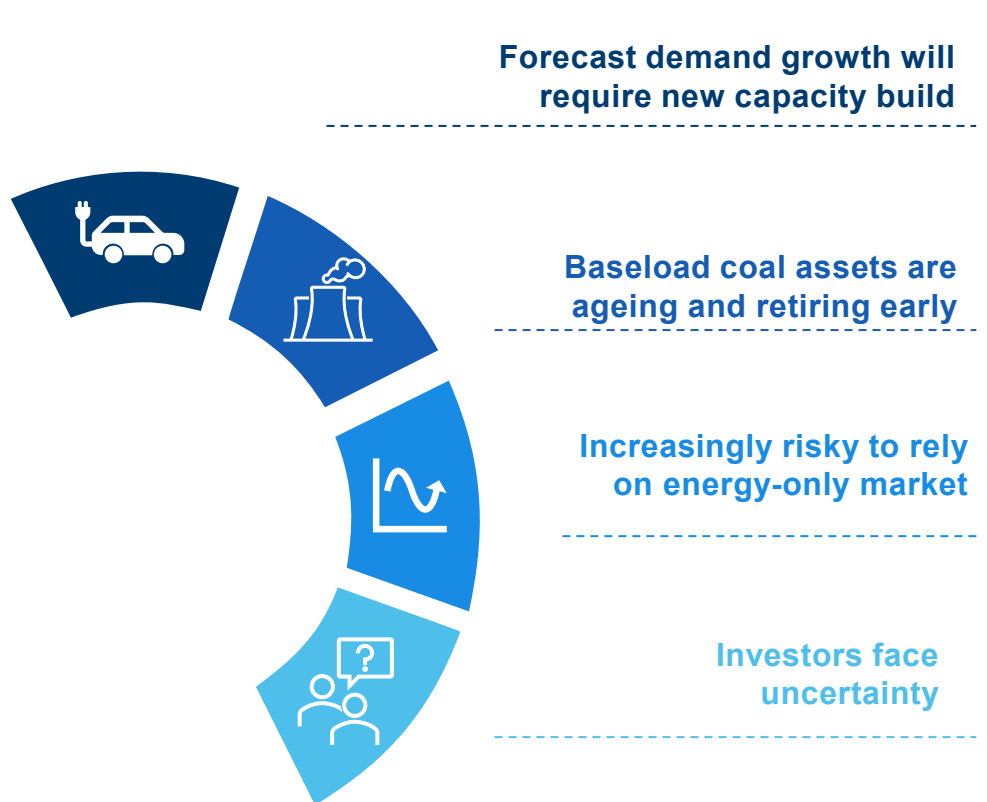 Forecast demand growth will
require new capacity build
Baseload coal assets are
ageing and retiring early
Increasingly risky to rely
on energy-only market
?
Investors face
uncertainty